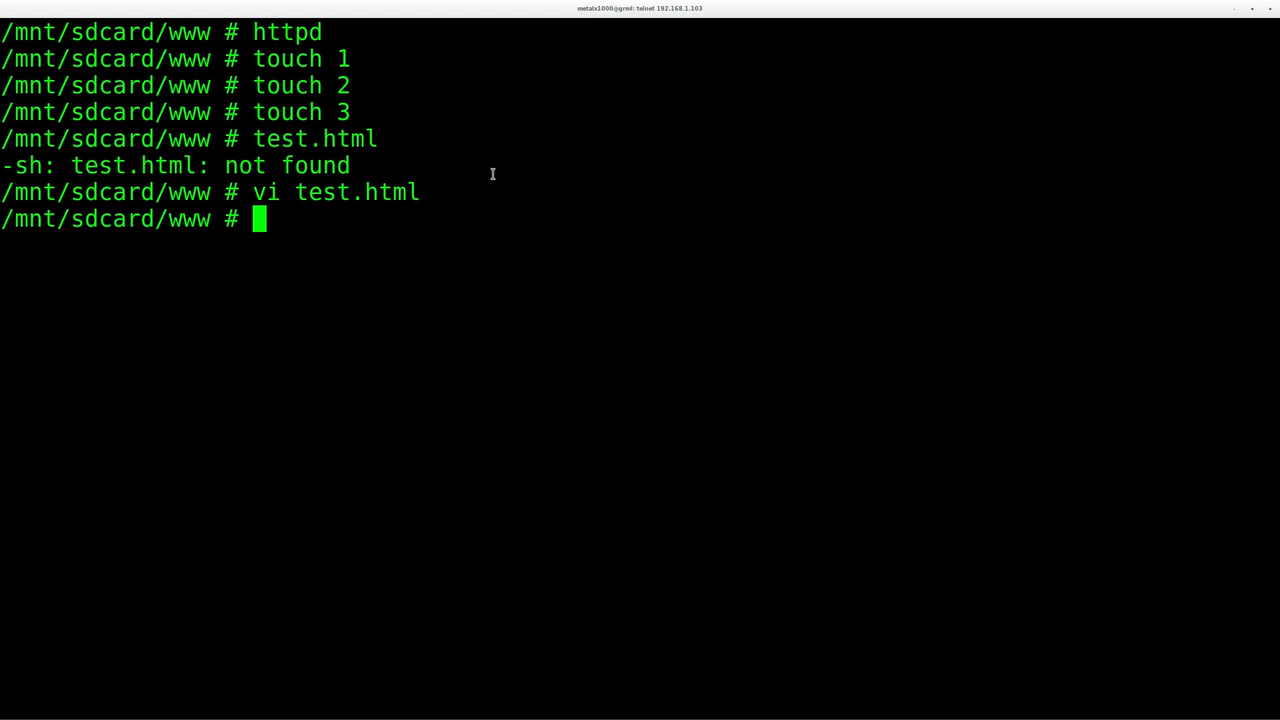 metalx1000@grml: telnet 192.168.1.103
/mnt/sdcard/www # httpd
/mnt/sdcard/www # touch 1
/mnt/sdcard/www # touch 2
/mnt/sdcard/www # touch 3
/mnt/sdcard/www # test.html
-sh: test.html: not found
/mnt/sdcard/www # vi test.html
/mnt/sdcard/www #